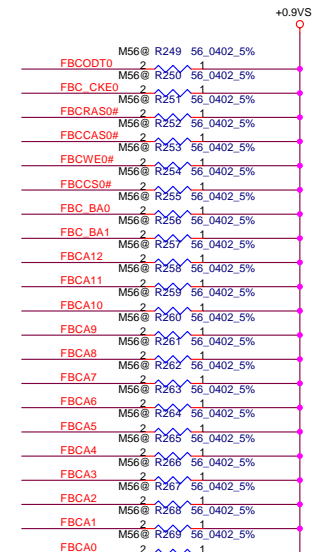 +0.9VS
M56@ R249 56_0402_5%
FBCODT0 2 1
M56@ R250 56_0402_5%
FBC_CKE0 2 1
M56@ R251 56_0402_5%
FBCRAS0# 2 1
M56@ R252 56_0402_5%
FBCCAS0# 2 1
M56@ R253 56_0402_5%
FBCWE0# 2 1
M56@ R254 56_0402_5%
FBCCS0# 2 1
M56@ R255 56_0402_5%
FBC_BA0 2 1
M56@ R256 56_0402_5%
FBC_BA1 2 1
M56@ R257 56_0402_5%
FBCA12 2 1
M56@ R258 56_0402_5%
FBCA11 2 1
M56@ R259 56_0402_5%
FBCA10 2 1
M56@ R260 56_0402_5%
FBCA9 2 1
M56@ R261 56_0402_5%
FBCA8 2 1
M56@ R262 56_0402_5%
FBCA7 2 1
M56@ R263 56_0402_5%
FBCA6 2 1
M56@ R264 56_0402_5%
FBCA5 2 1
M56@ R265 56_0402_5%
FBCA4 2 1
M56@ R266 56_0402_5%
FBCA3 2 1
M56@ R267 56_0402_5%
FBCA2 2 1
M56@ R268 56_0402_5%
FBCA1 2 1
M56@ R269 56_0402_5%
FBCA0 2 1